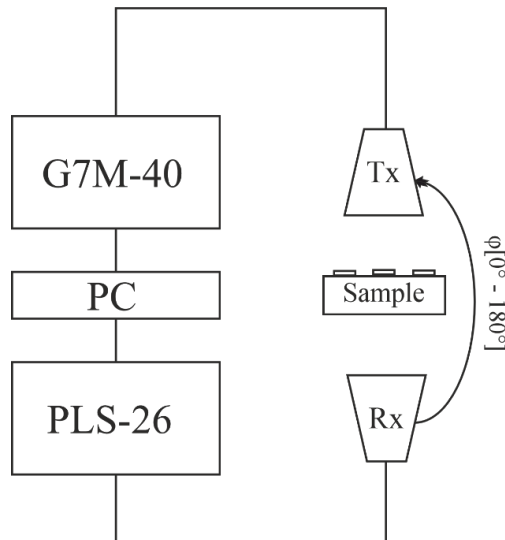 G7M-40
Tx
PC
Sample
φ[0° - 180°]
PLS-26
Rx